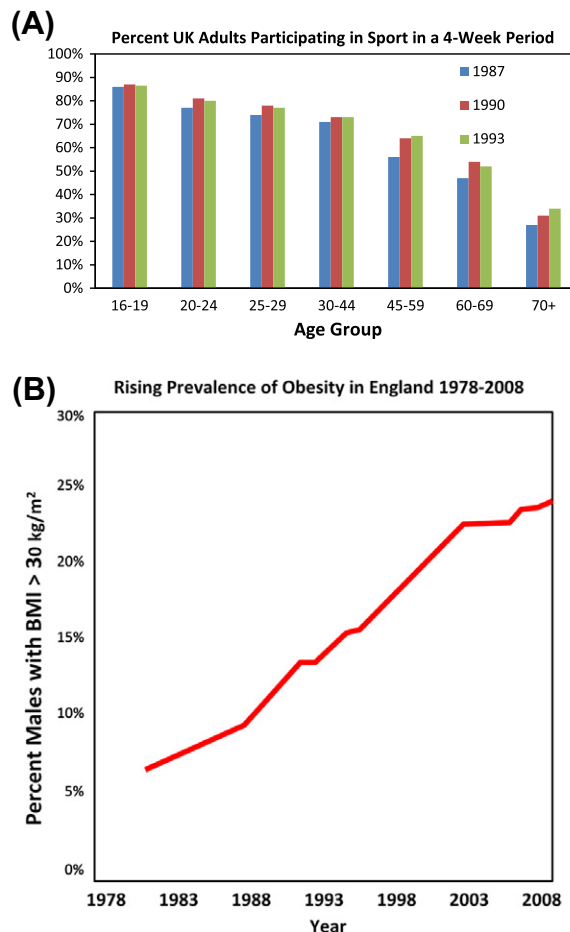 (A)
Percent UK Adults Participating in Sport in a 4-Week Period
100%
90%
80%
70%
60%
50%
40%
30%
20%
10%
0%
1987
1990
1993
16-19 20-24 25-29 30-44 45-59 60-69 70+
Age Group
(B)
Rising Prevalence of Obesity in England 1978-2008
Percent Males with BMI > 30 kg/m²
30%
25%
20%
15%
10%
5%
0%
1978 1983 1988 1993 1998 2003 2008
Year